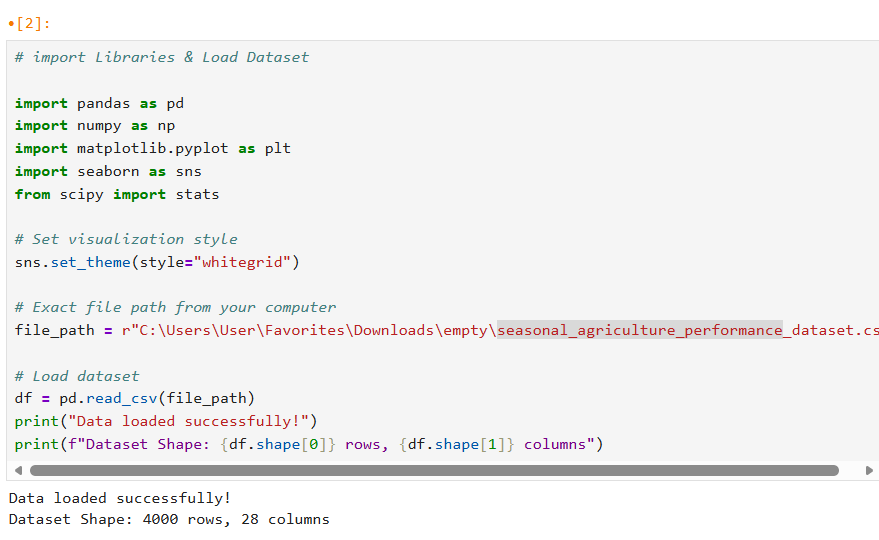 •[2]:
# import Libraries & Load Dataset
import pandas as pd
import numpy as np
import matplotlib.pyplot as plt
import seaborn as sns
from scipy import stats
# Set visualization style
sns.set_theme(style="whitegrid")
# Exact file path from your computer
file_path = r"C:\Users\User\Favorites\Downloads\empty\seasonal_agriculture_performance_dataset.cs
# Load dataset
df = pd.read_csv(file_path)
print("Data loaded successfully!")
print(f"Dataset Shape: {df.shape[0]} rows, {df.shape[1]} columns")
Data loaded successfully!
Dataset Shape: 4000 rows, 28 columns